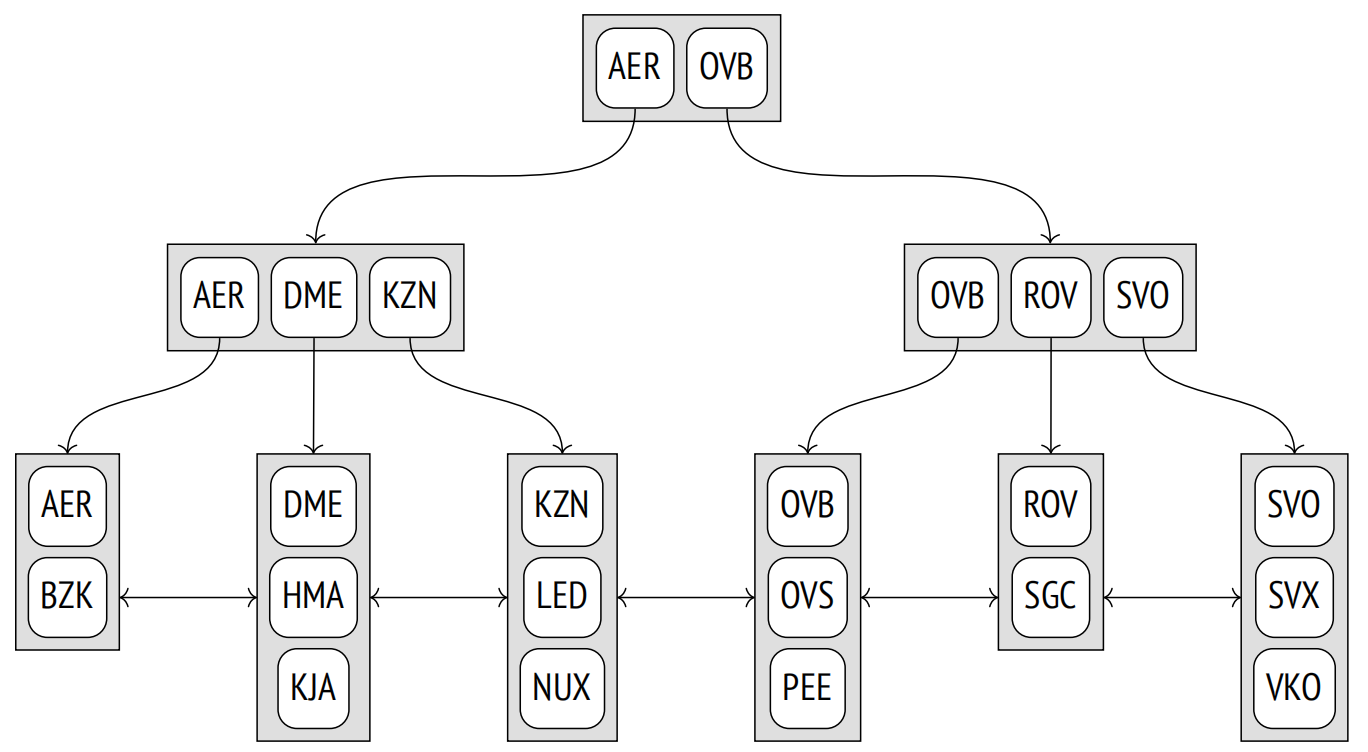 AER OVB
AER DME KZN OVB ROV SVO
AER DME KZN OVB ROV SVO
BZK HMA LED OVS SGC SVX
KJA NUX PEE VKO